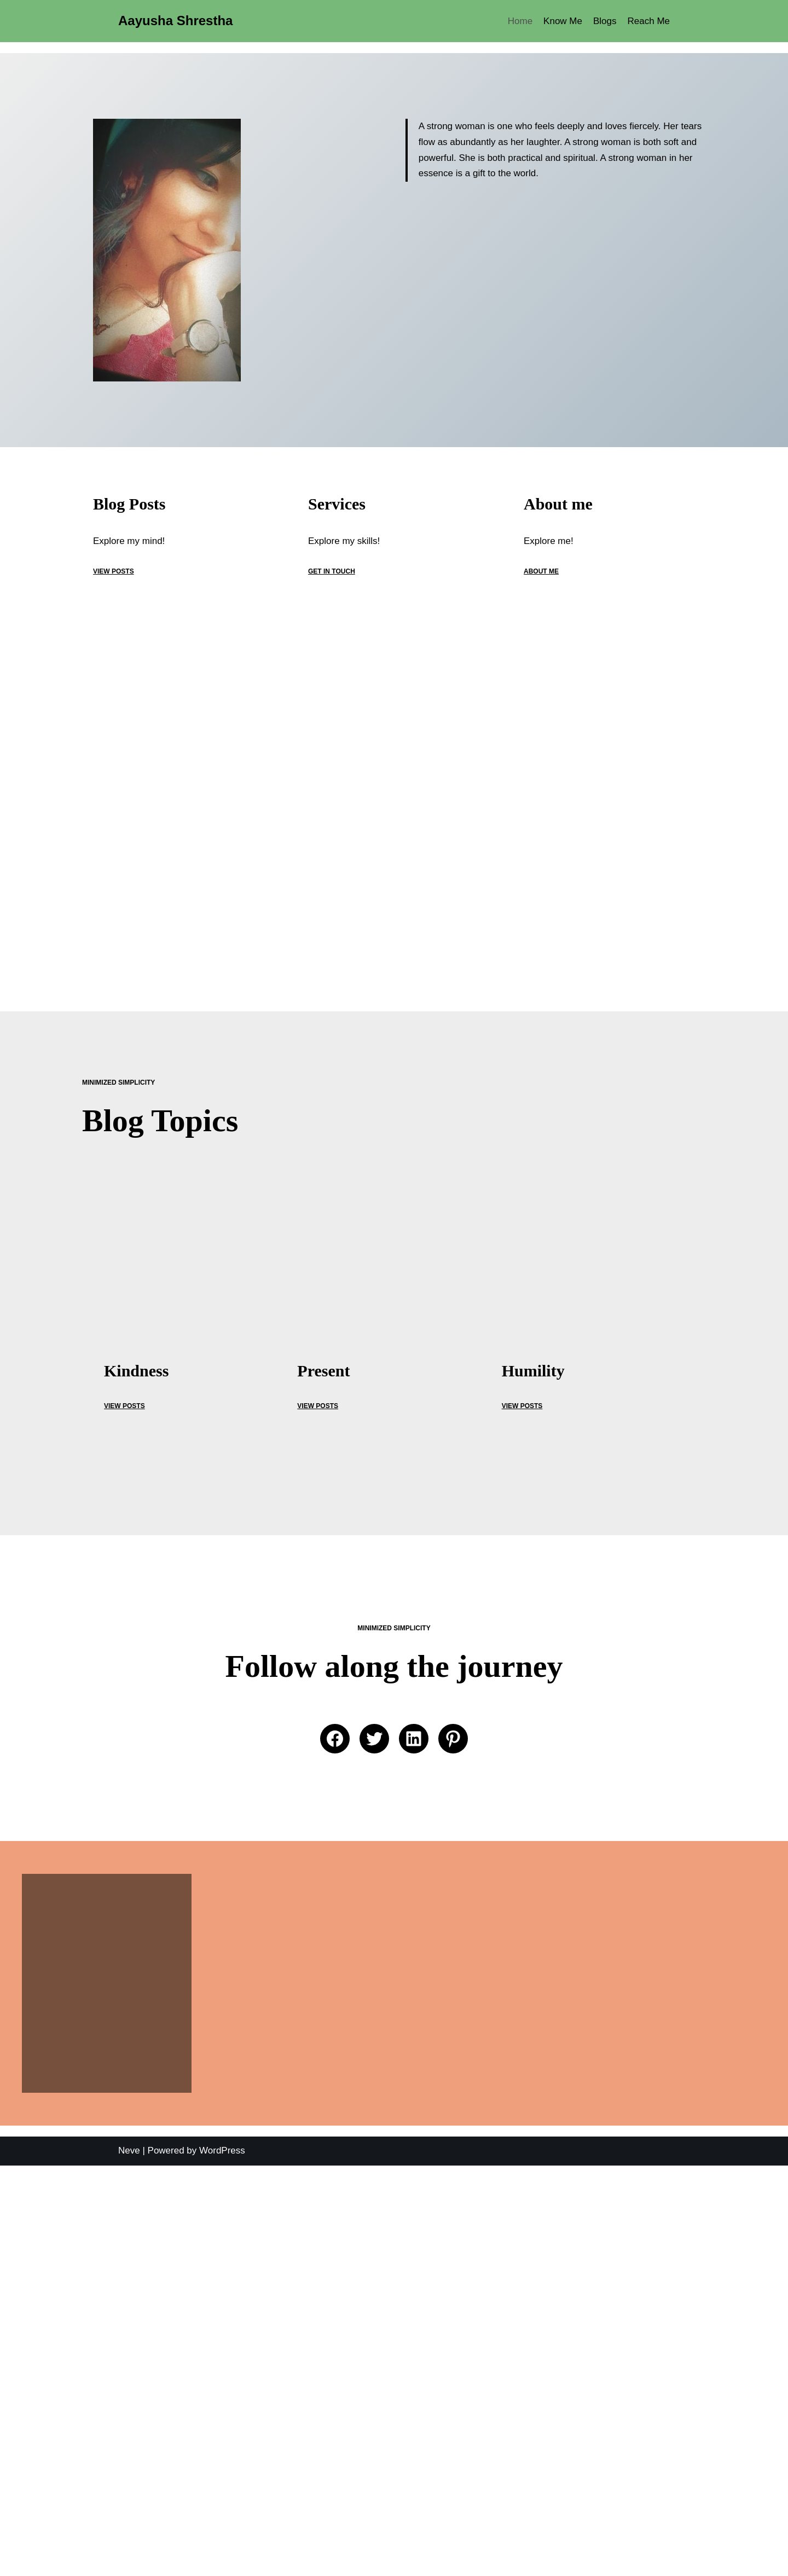 Aayusha Shrestha
Home Know Me Blogs Reach Me
A strong woman is one who feels deeply and loves fiercely. Her tears
flow as abundantly as her laughter. A strong woman is both soft and
powerful. She is both practical and spiritual. A strong woman in her
essence is a gift to the world.
Blog Posts
Explore my mind!
VIEW POSTS
Services
Explore my skills!
GET IN TOUCH
About me
Explore me!
ABOUT ME
MINIMIZED SIMPLICITY
Blog Topics
Kindness
VIEW POSTS
Present
VIEW POSTS
Humility
VIEW POSTS
MINIMIZED SIMPLICITY
Follow along the journey
Neve | Powered by WordPress